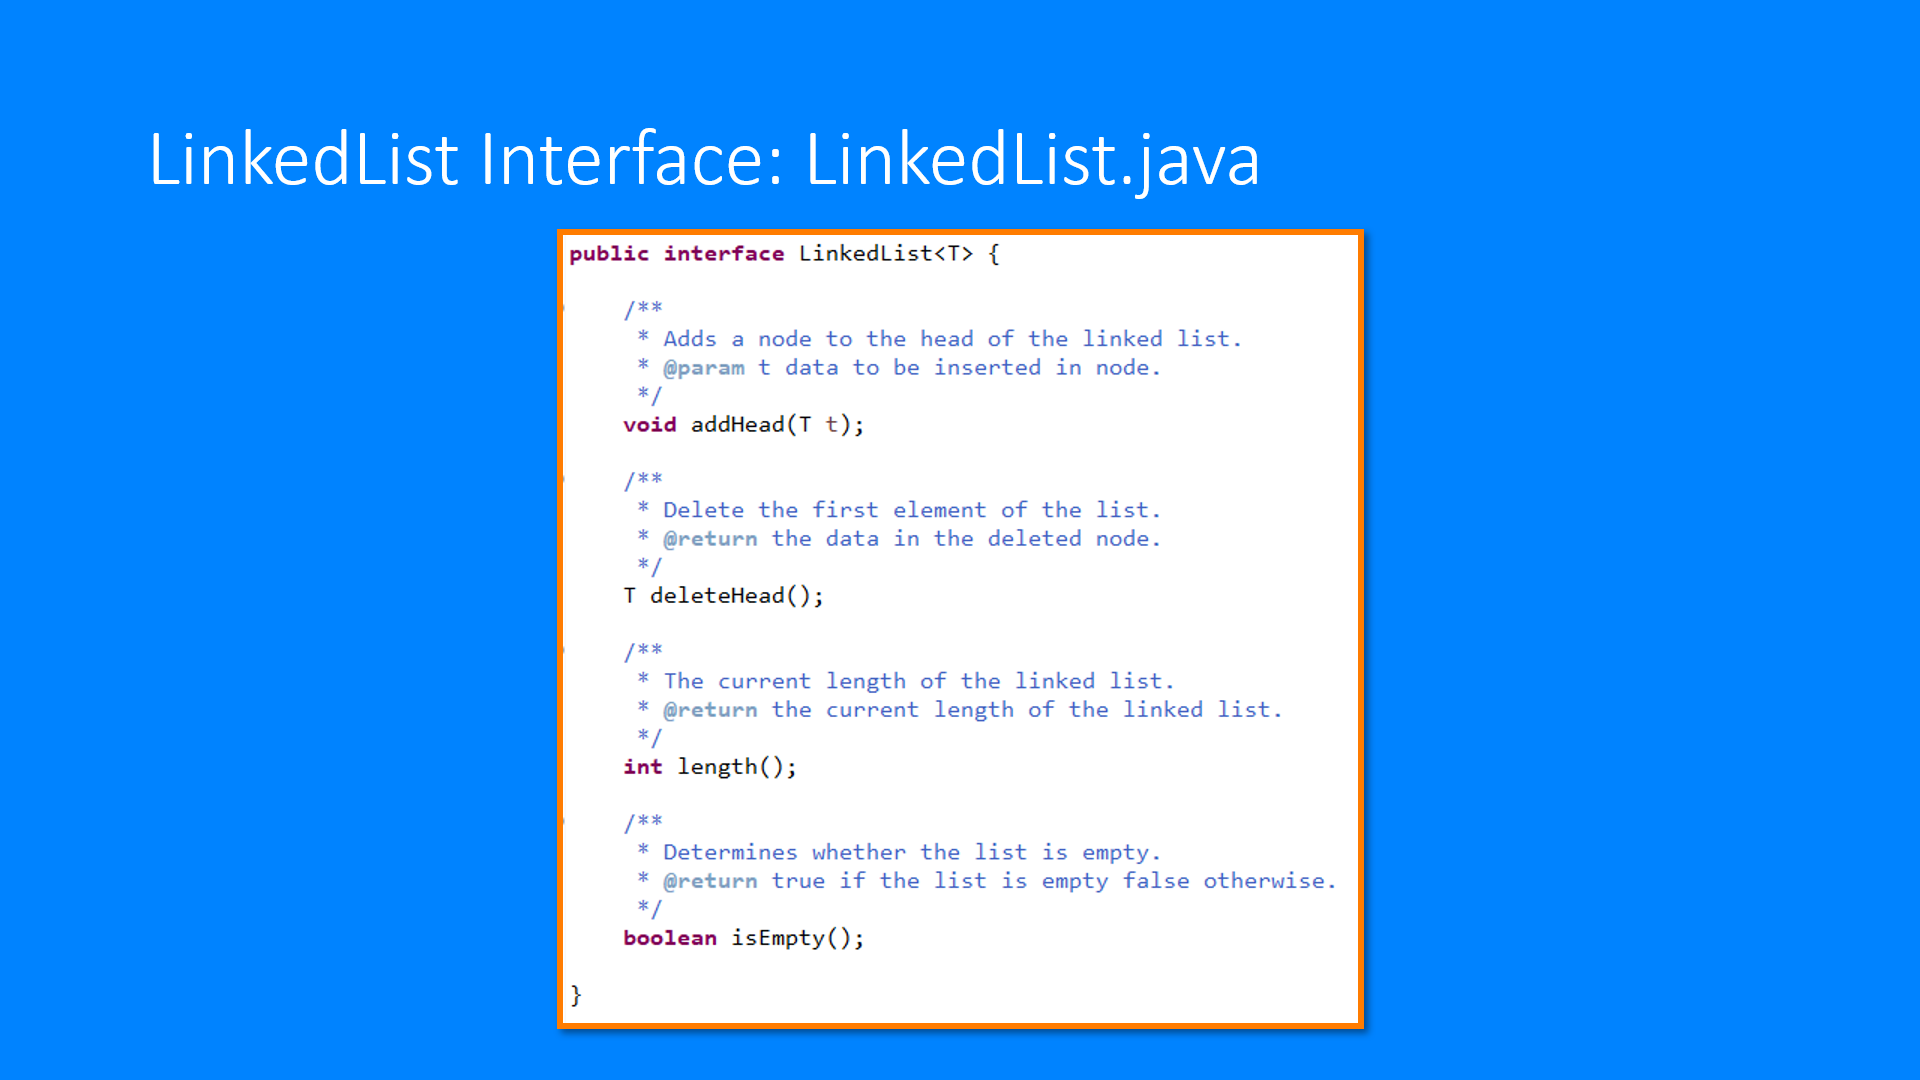 LinkedList Interface: LinkedList.java
public interface LinkedList<T> {
/**
* Adds a node to the head of the linked list.
* @param t data to be inserted in node.
*/
void addHead(T t);
/**
* Delete the first element of the list.
* @return the data in the deleted node.
*/
T deleteHead();
/**
* The current length of the linked list.
* @return the current length of the linked list.
*/
int length();
/**
* Determines whether the list is empty.
* @return true if the list is empty false otherwise.
*/
boolean isEmpty();
}